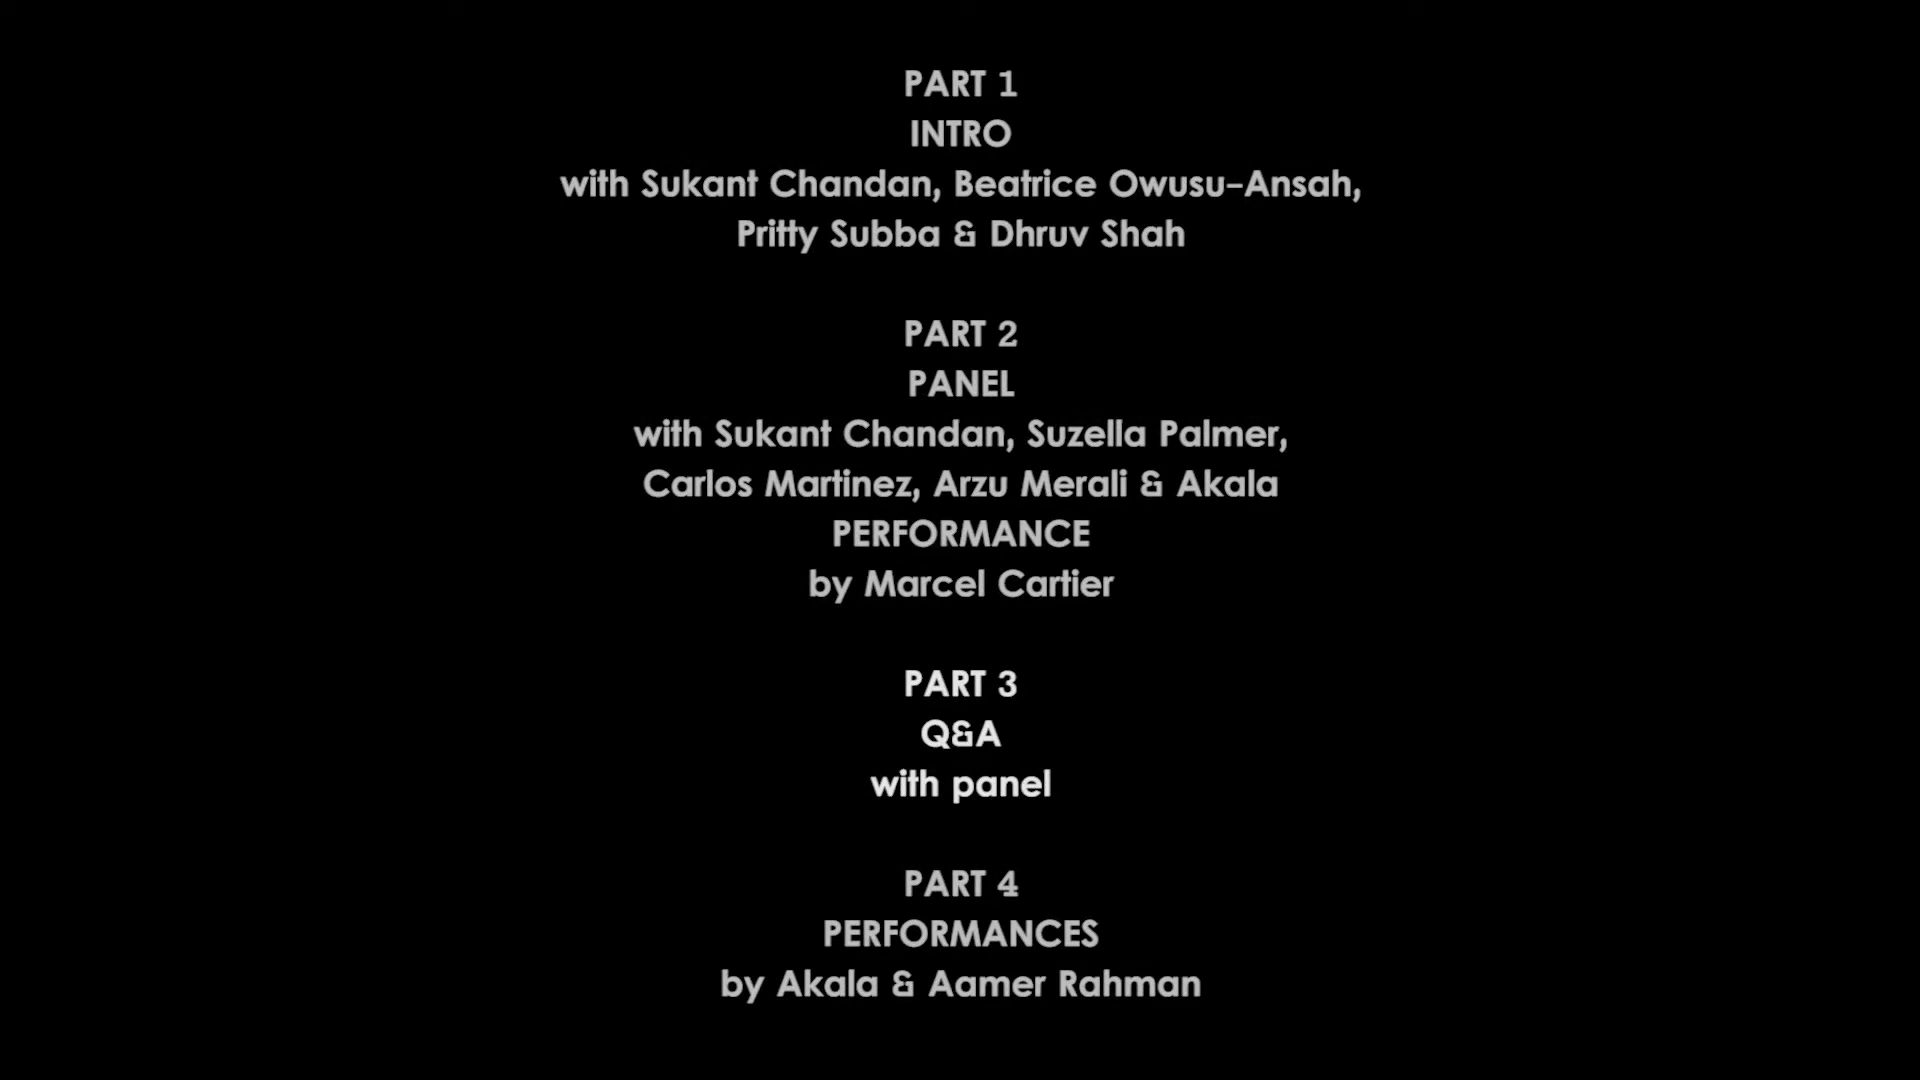 PART 1
INTRO
with Sukant Chandan, Beatrice Owusu-Ansah,
Pritty Subba & Dhruv Shah
PART 2
PANEL
with Sukant Chandan, Suzella Palmer,
Carlos Martinez, Arzu Merali & Akala
PERFORMANCE
by Marcel Cartier
PART 3
Q&A
with panel
PART 4
PERFORMANCES
by Akala & Aamer Rahman